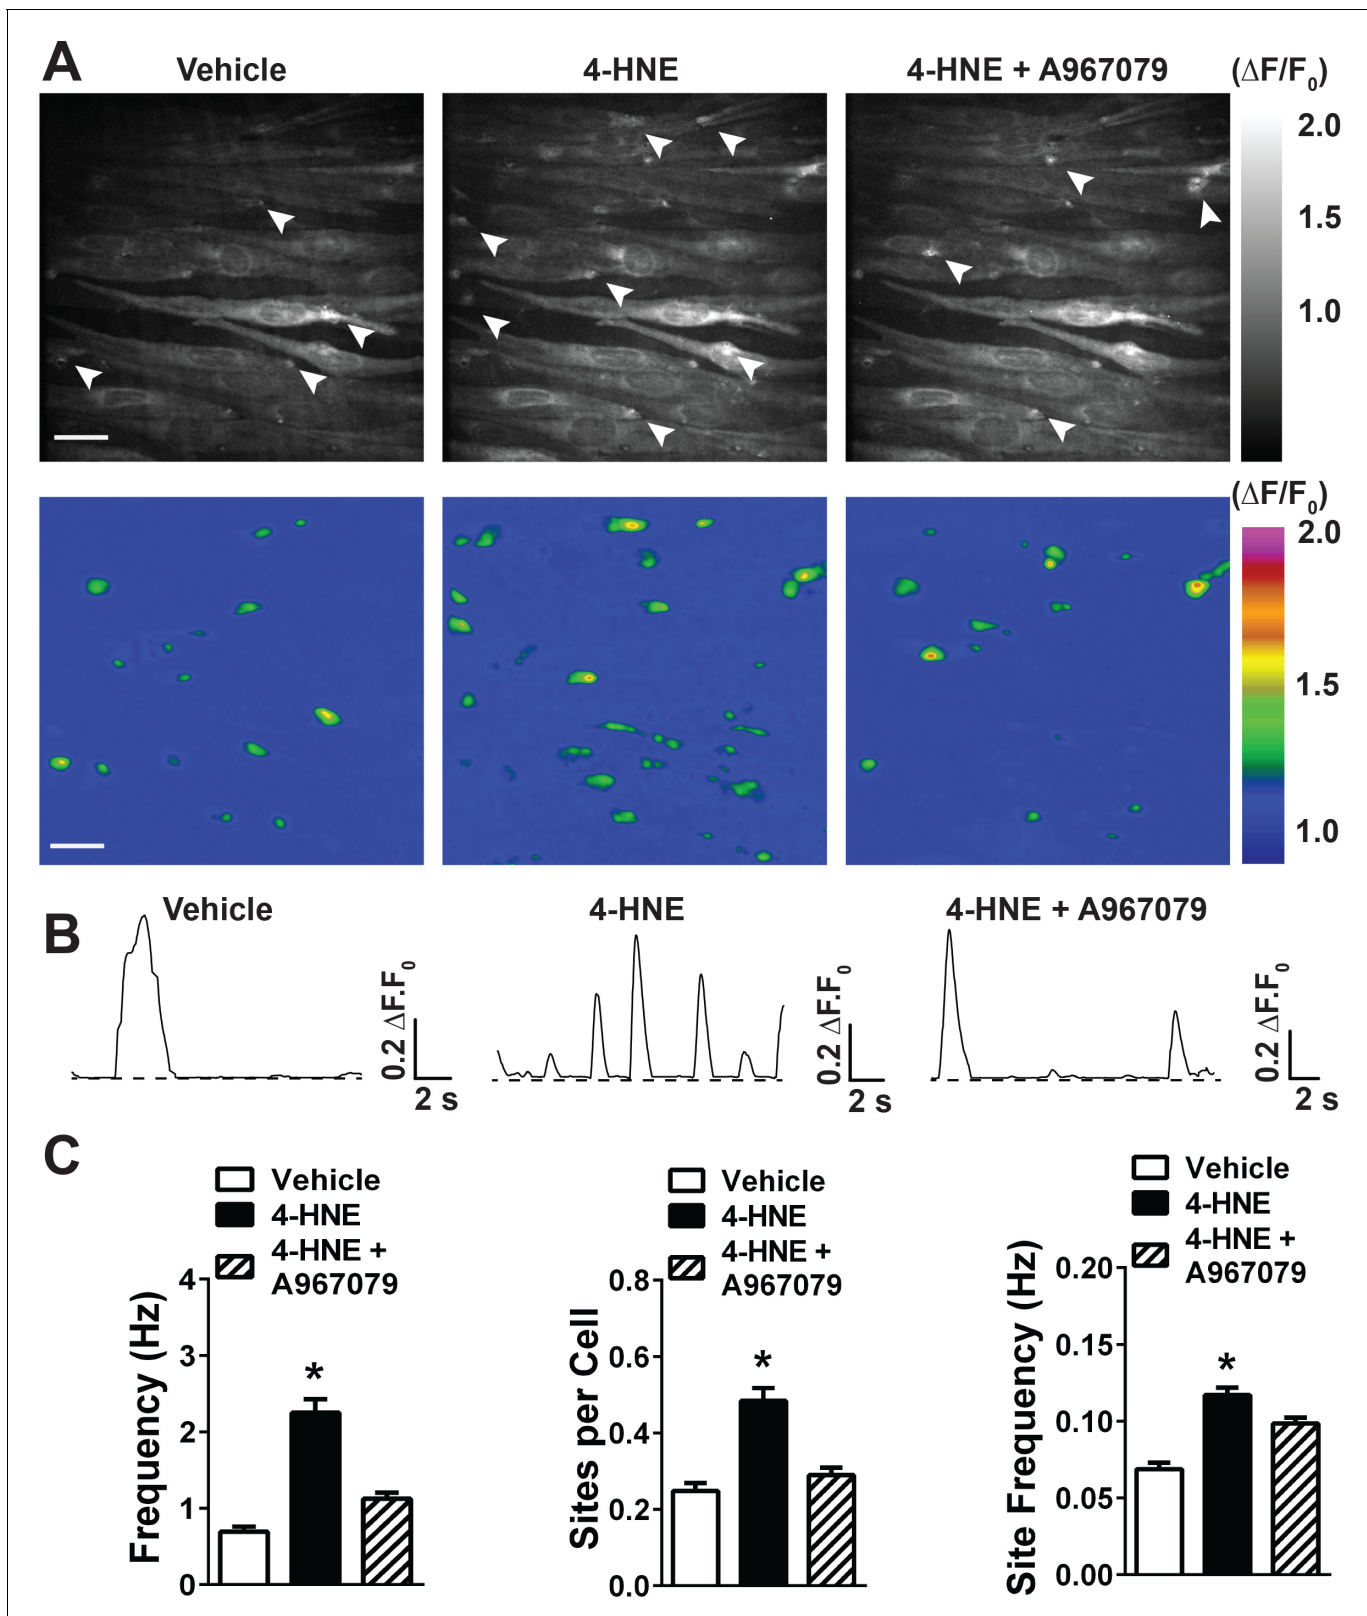 A
Vehicle
4-HNE
4-HNE + A967079
(ΔF/F0)
2.0
1.5
1.0
(ΔF/F0)
2.0
1.5
1.0
B
Vehicle
4-HNE
4-HNE + A967079
0.2 ΔF.F0
2 s
0.2 ΔF.F0
2 s
0.2 ΔF.F0
2 s
C
Vehicle
4-HNE
4-HNE +
A967079
Frequency (Hz)
4
3
2
1
0
*
Vehicle
4-HNE
4-HNE +
A967079
Sites per Cell
0.8
0.6
0.4
0.2
0.0
*
Vehicle
4-HNE
4-HNE +
A967079
Site Frequency (Hz)
0.20
0.15
0.10
0.05
0.00
*